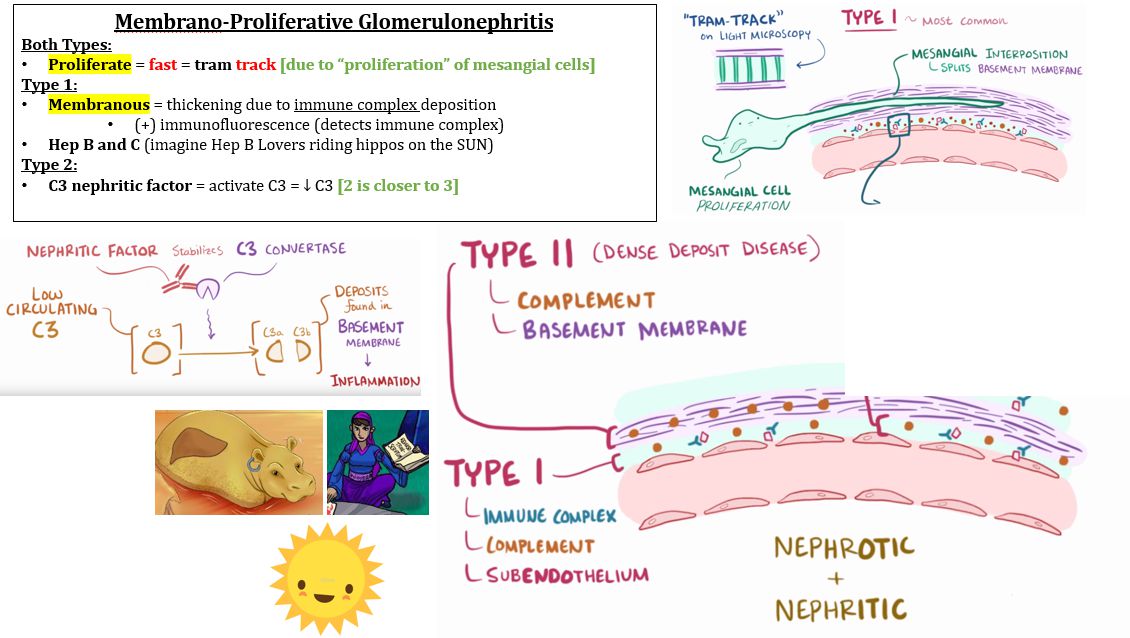 Membrano-Proliferative Glomerulonephritis
Both Types:
• Proliferate = fast = tram track [due to “proliferation” of mesangial cells]
Type 1:
• Membranous = thickening due to immune complex deposition
• (+) immunofluorescence (detects immune complex)
• Hep B and C (imagine Hep B Lovers riding hippos on the SUN)
Type 2:
• C3 nephritic factor = activate C3 = ↓ C3 [2 is closer to 3]
"TRAM-TRACK"
on LIGHT MICROSCOPY
TYPE I ~ MOST COMMON
MESANGIAL INTERPOSITION
SPLITS BASEMENT MEMBRANE
MESANGIAL CELL
PROLIFERATION
NEPHRITIC FACTOR Stabilizes C3 CONVERTASE
LOW
CIRCULATING
C3
C3
C3a C3b
DEPOSITS
found in
BASEMENT
MEMBRANE
↓
INFLAMMATION
TYPE II (DENSE DEPOSIT DISEASE)
COMPLEMENT
BASEMENT MEMBRANE
TYPE I
IMMUNE COMPLEX
COMPLEMENT
SUBENDOTHELIUM
NEPHROTIC
+
NEPHRITIC